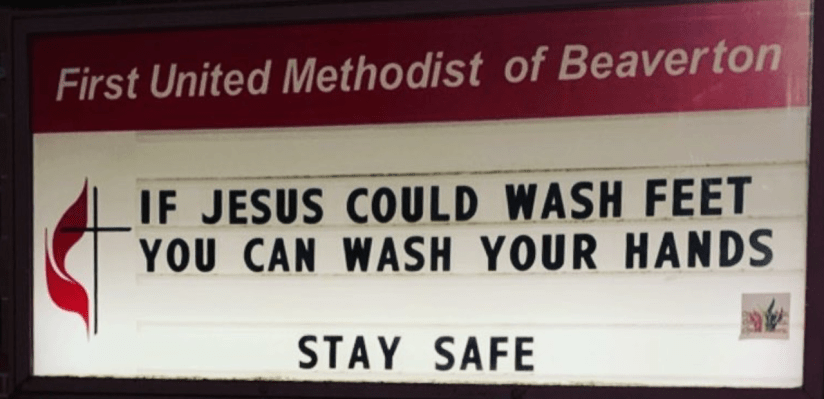 First United Methodist of Beaverton
IF JESUS COULD WASH FEET
YOU CAN WASH YOUR HANDS
STAY SAFE